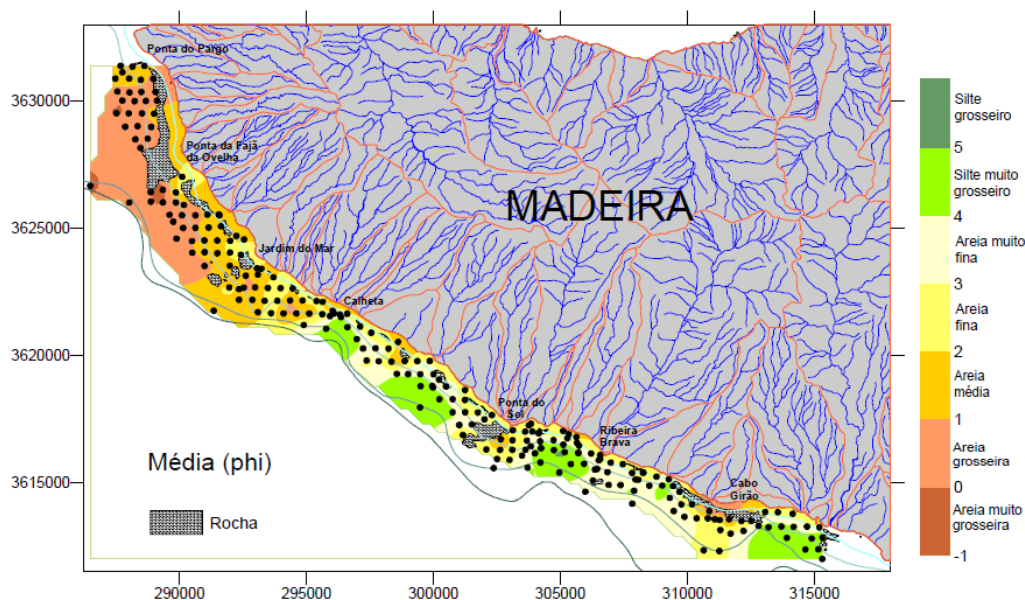 Ponta do Pargo
3630000
Ponta da Fajã
da Ovelha
MADEIRA
3625000
Jardim do Mar
Calheta
3620000
Ponta do
Sol
Ribeira
Brava
Média (phi)
Cabo
Girão
3615000
Rocha
290000
295000
300000
305000
310000
315000
Silte
grosseiro
5
Silte muito
grosseiro
4
Areia muito
fina
3
Areia
fina
2
Areia
média
1
Areia
grosseira
0
Areia muito
grosseira
-1